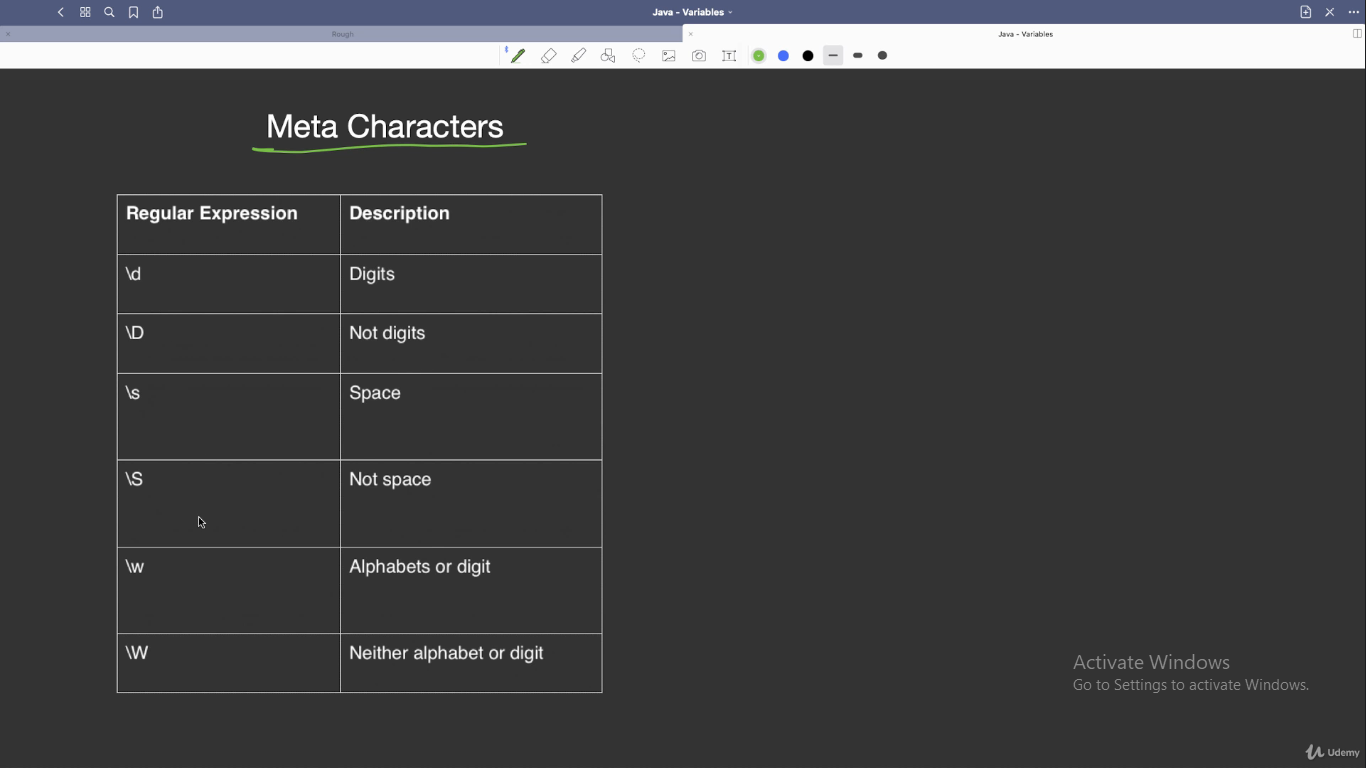 Java - Variables
Rough
Java - Variables
Meta Characters
Regular Expression Description
\d Digits
\D Not digits
\s Space
\S Not space
\w Alphabets or digit
\W Neither alphabet or digit
Activate Windows
Go to Settings to activate Windows.
Udemy